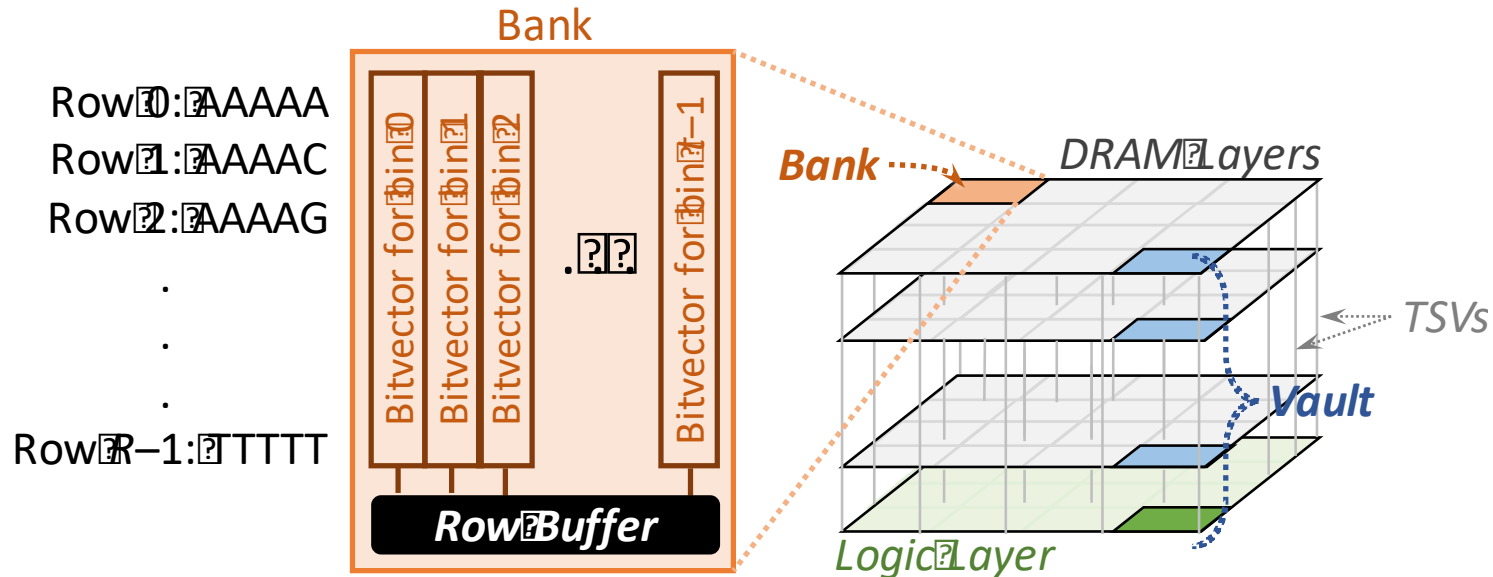 Bank
Row 0: AAAAA
Row 1: AAAAC
Row 2: AAAAG
.
.
.
Row R–1: TTTTT
Bitvector for bin 0
Bitvector for bin 1
Bitvector for bin 2
. . .
Bitvector for bin t–1
Row Buffer
Bank
DRAM Layers
TSVs
Vault
Logic Layer